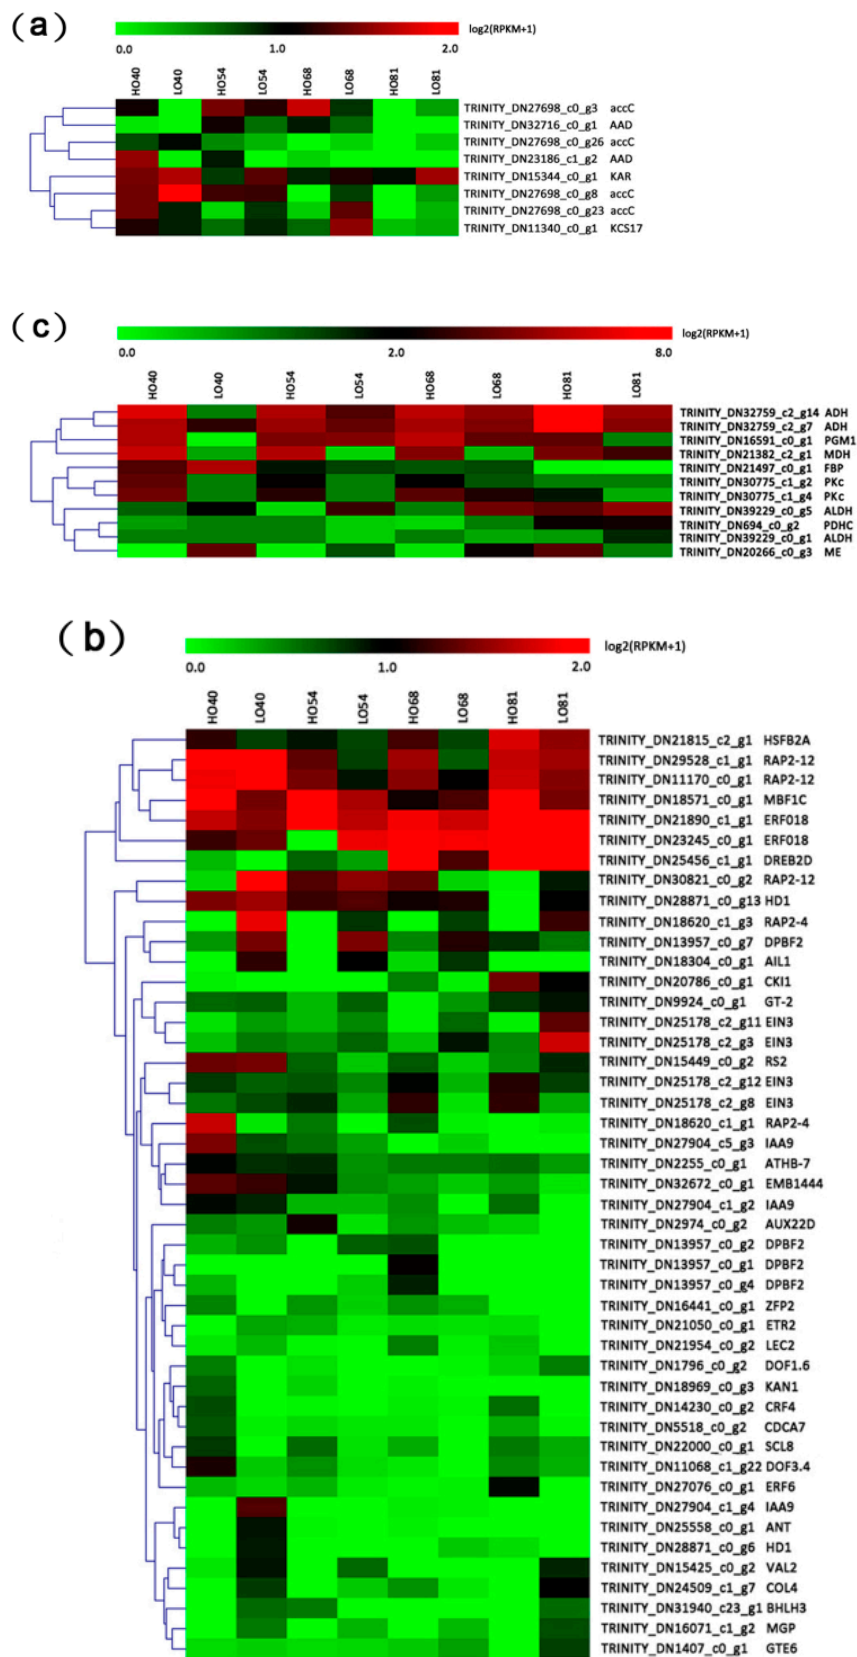 (a)
log2(RPKM+1)
0.0 1.0 2.0
HO40 LO40 HO54 LO54 HO68 LO68 HO81 LO81
TRINITY_DN27698_c0_g3 accC
TRINITY_DN32716_c0_g1 AAD
TRINITY_DN27698_c0_g26 accC
TRINITY_DN23186_c1_g2 AAD
TRINITY_DN15344_c0_g1 KAR
TRINITY_DN27698_c0_g8 accC
TRINITY_DN27698_c0_g23 accC
TRINITY_DN11340_c0_g1 KCS17
(c)
log2(RPKM+1)
0.0 2.0 8.0
HO40 LO40 HO54 LO54 HO68 LO68 HO81 LO81
TRINITY_DN32759_c2_g14 ADH
TRINITY_DN32759_c2_g7 ADH
TRINITY_DN16591_c0_g1 PGM1
TRINITY_DN21382_c2_g1 MDH
TRINITY_DN21497_c0_g1 FBP
TRINITY_DN30775_c1_g2 PKc
TRINITY_DN30775_c1_g4 PKc
TRINITY_DN39229_c0_g5 ALDH
TRINITY_DN694_c0_g2 PDHC
TRINITY_DN39229_c0_g1 ALDH
TRINITY_DN20266_c0_g3 ME
(b)
log2(RPKM+1)
0.0 1.0 2.0
HO40 LO40 HO54 LO54 HO68 LO68 HO81 LO81
TRINITY_DN21815_c2_g1 HSFB2A
TRINITY_DN29528_c1_g1 RAP2-12
TRINITY_DN11170_c0_g1 RAP2-12
TRINITY_DN18571_c0_g1 MBF1C
TRINITY_DN21890_c1_g1 ERF018
TRINITY_DN23245_c0_g1 ERF018
TRINITY_DN25456_c1_g1 DREB2D
TRINITY_DN30821_c0_g2 RAP2-12
TRINITY_DN28871_c0_g13 HD1
TRINITY_DN18620_c1_g3 RAP2-4
TRINITY_DN13957_c0_g7 DPBF2
TRINITY_DN18304_c0_g1 AIL1
TRINITY_DN20786_c0_g1 CKI1
TRINITY_DN9924_c0_g1 GT-2
TRINITY_DN25178_c2_g11 EIN3
TRINITY_DN25178_c2_g3 EIN3
TRINITY_DN15449_c0_g2 RS2
TRINITY_DN25178_c2_g12 EIN3
TRINITY_DN25178_c2_g8 EIN3
TRINITY_DN18620_c1_g1 RAP2-4
TRINITY_DN27904_c5_g3 IAA9
TRINITY_DN2255_c0_g1 ATHB-7
TRINITY_DN32672_c0_g1 EMB1444
TRINITY_DN27904_c1_g2 IAA9
TRINITY_DN2974_c0_g2 AUX22D
TRINITY_DN13957_c0_g2 DPBF2
TRINITY_DN13957_c0_g1 DPBF2
TRINITY_DN13957_c0_g4 DPBF2
TRINITY_DN16441_c0_g1 ZFP2
TRINITY_DN21050_c0_g1 ETR2
TRINITY_DN21954_c0_g2 LEC2
TRINITY_DN1796_c0_g2 DOF1.6
TRINITY_DN18969_c0_g3 KAN1
TRINITY_DN14230_c0_g2 CRF4
TRINITY_DN5518_c0_g2 CDCA7
TRINITY_DN22000_c0_g1 SCL8
TRINITY_DN11068_c1_g22 DOF3.4
TRINITY_DN27076_c0_g1 ERF6
TRINITY_DN27904_c1_g4 IAA9
TRINITY_DN25558_c0_g1 ANT
TRINITY_DN28871_c0_g6 HD1
TRINITY_DN15425_c0_g2 VAL2
TRINITY_DN24509_c1_g7 COL4
TRINITY_DN31940_c23_g1 BHLH3
TRINITY_DN16071_c1_g2 MGP
TRINITY_DN1407_c0_g1 GTE6